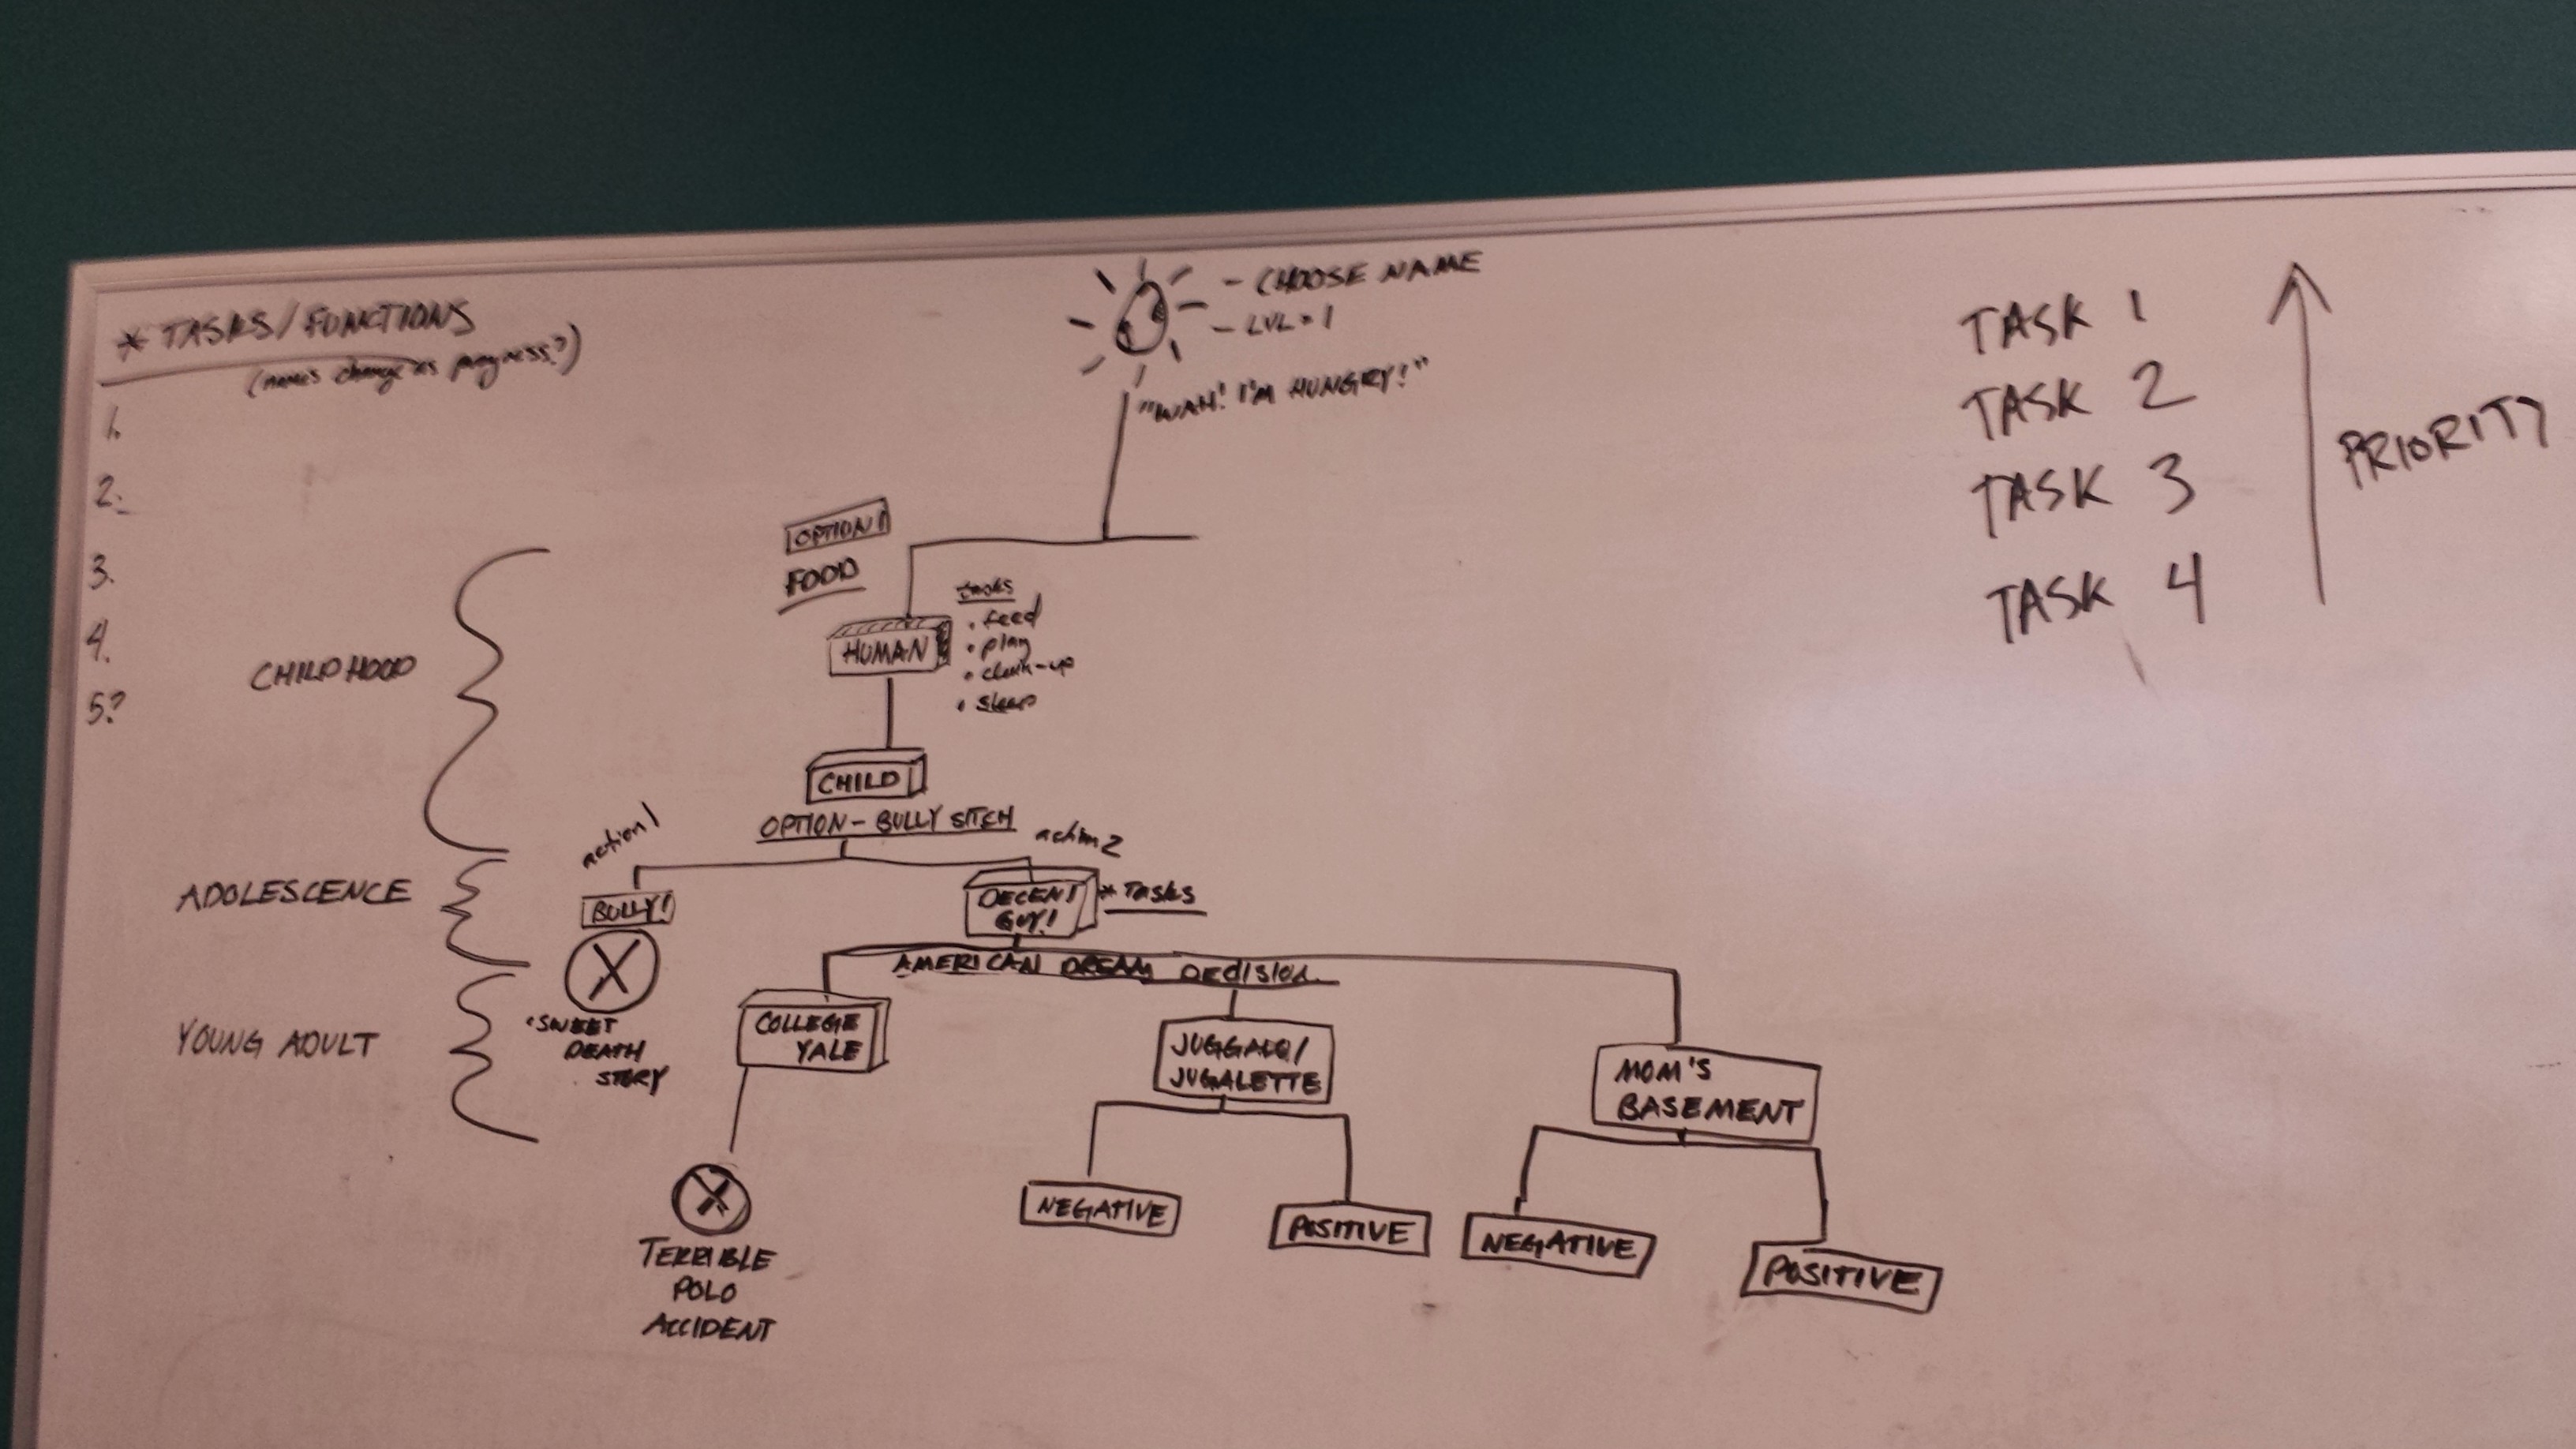 * TASKS/FUNCTIONS
(names change as progress?)
1.
2.
3.
4.
5?
- CHOOSE NAME
- LVL = 1
"WAH! I'M HUNGRY!"
TASK 1
TASK 2
TASK 3
TASK 4
PRIORITY
OPTION 1
FOOD
HUMAN
tasks
• feed
• play
• clean-up
• sleep
CHILDHOOD
CHILD
OPTION - BULLY SITCH
action 1
action 2
ADOLESCENCE
BULLY!
DECENT
GUY!
* TASKS
X
SWEET
DEATH
STORY
AMERICAN DREAM DECISION
YOUNG ADULT
COLLEGE
YALE
JUGGALO/
JUGALETTE
MOM'S
BASEMENT
X
TERRIBLE
POLO
ACCIDENT
NEGATIVE
POSITIVE
NEGATIVE
POSITIVE